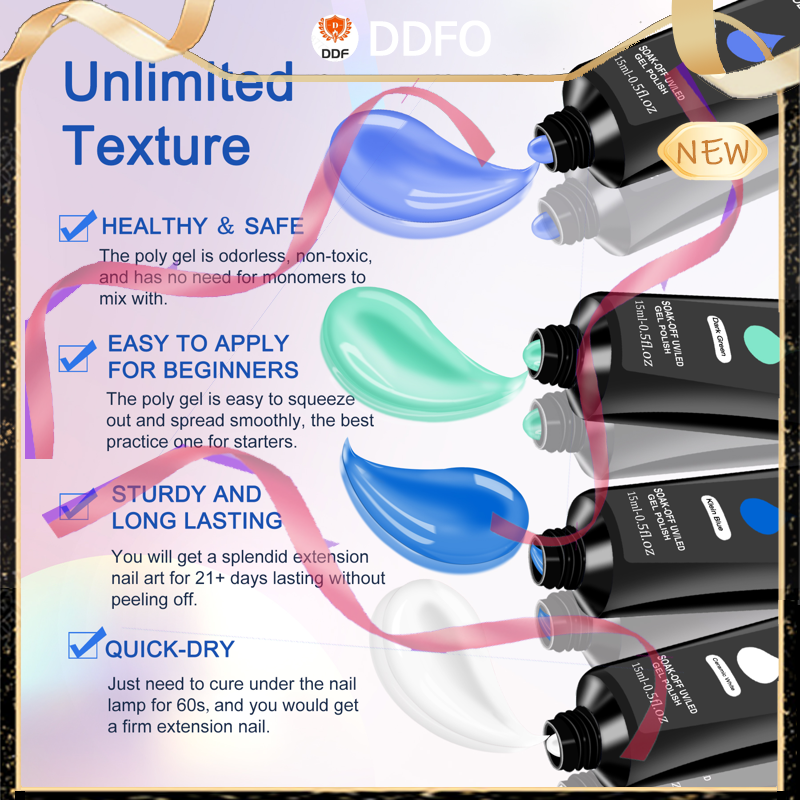 DDF
DDFO
Unlimited
Texture
NEW
HEALTHY & SAFE
The poly gel is odorless, non-toxic,
and has no need for monomers to
mix with.
EASY TO APPLY
FOR BEGINNERS
The poly gel is easy to squeeze
out and spread smoothly, the best
practice one for starters.
STURDY AND
LONG LASTING
You will get a splendid extension
nail art for 21+ days lasting without
peeling off.
QUICK-DRY
Just need to cure under the nail
lamp for 60s, and you would get
a firm extension nail.
SOAK-OFF UV/LED
GEL POLISH
15ml-0.5fl.oz
SOAK-OFF UV/LED
GEL POLISH
15ml-0.5fl.oz
Dark Green
SOAK-OFF UV/LED
GEL POLISH
15ml-0.5fl.oz
Klein Blue
SOAK-OFF UV/LED
GEL POLISH
15ml-0.5fl.oz
Ceramic White